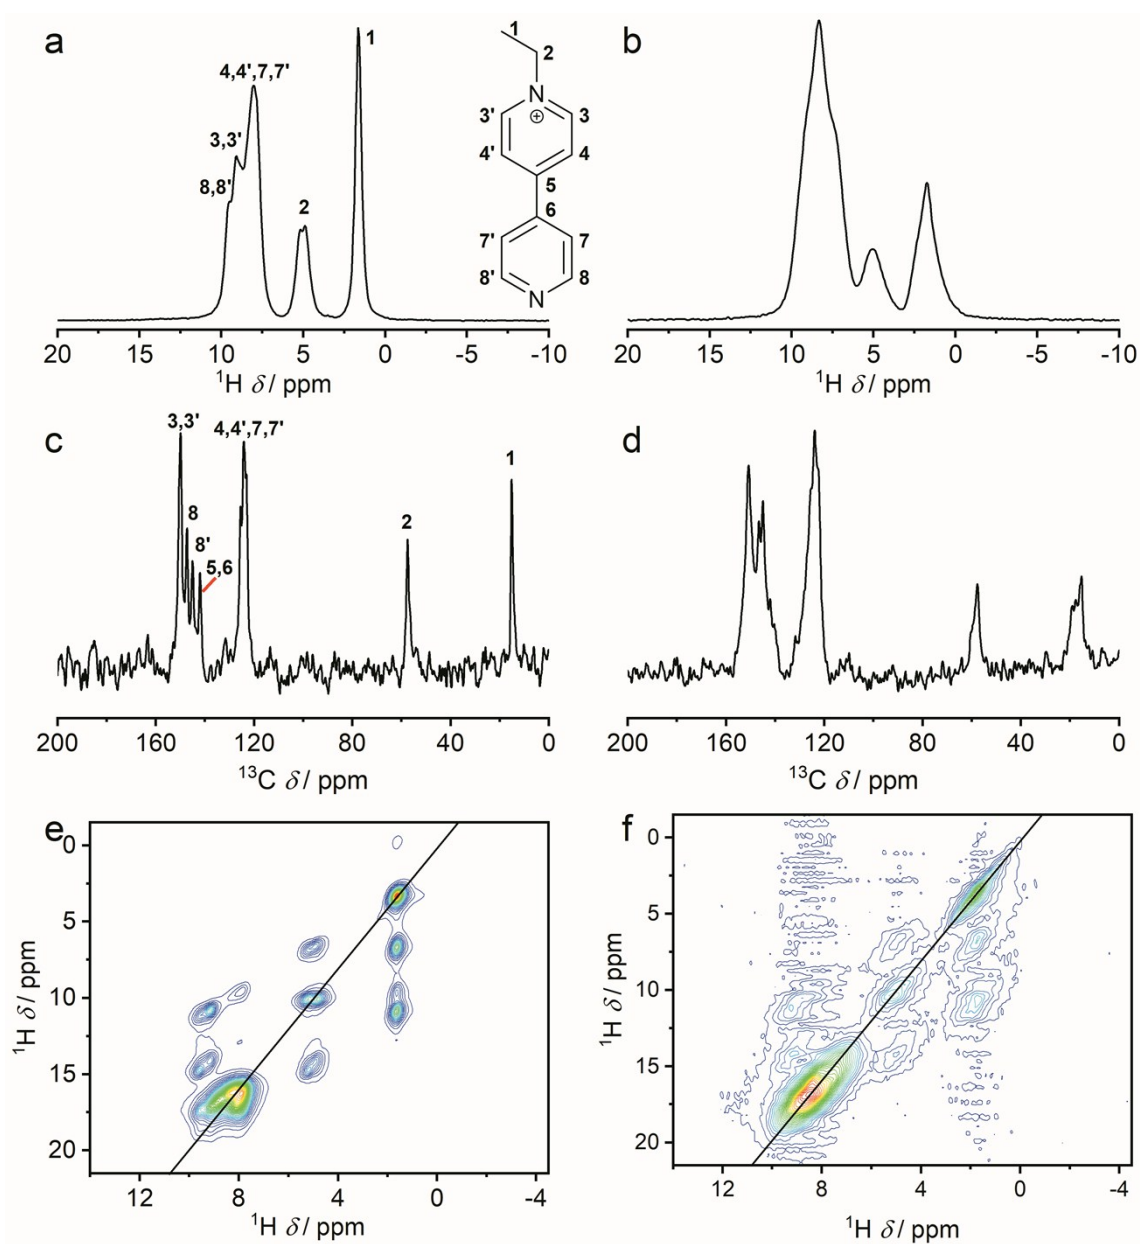 a
4,4',7,7'
3,3'
8,8'
2
1
20 15 10 5 0 -5 -10
¹H δ / ppm
1
2
N
⊕
3' 3
4' 4
5
6
7' 7
8' 8
N
b
20 15 10 5 0 -5 -10
¹H δ / ppm
c
3,3'
4,4',7,7'
8
8'
5,6
2
1
200 160 120 80 40 0
¹³C δ / ppm
d
200 160 120 80 40 0
¹³C δ / ppm
e
0
5
10
15
20
¹H δ / ppm
12 8 4 0 -4
¹H δ / ppm
f
0
5
10
15
20
¹H δ / ppm
12 8 4 0 -4
¹H δ / ppm